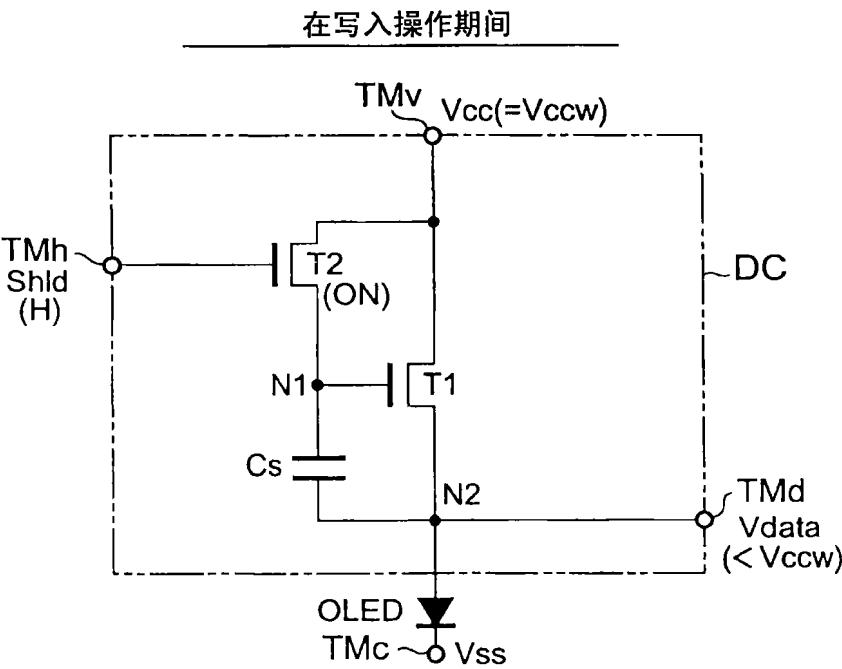 在写入操作期间
TMv
Vcc(=Vccw)
TMh
Shld
(H)
T2
(ON)
DC
N1
T1
Cs
N2
TMd
Vdata
(< Vccw)
OLED
TMc
Vss